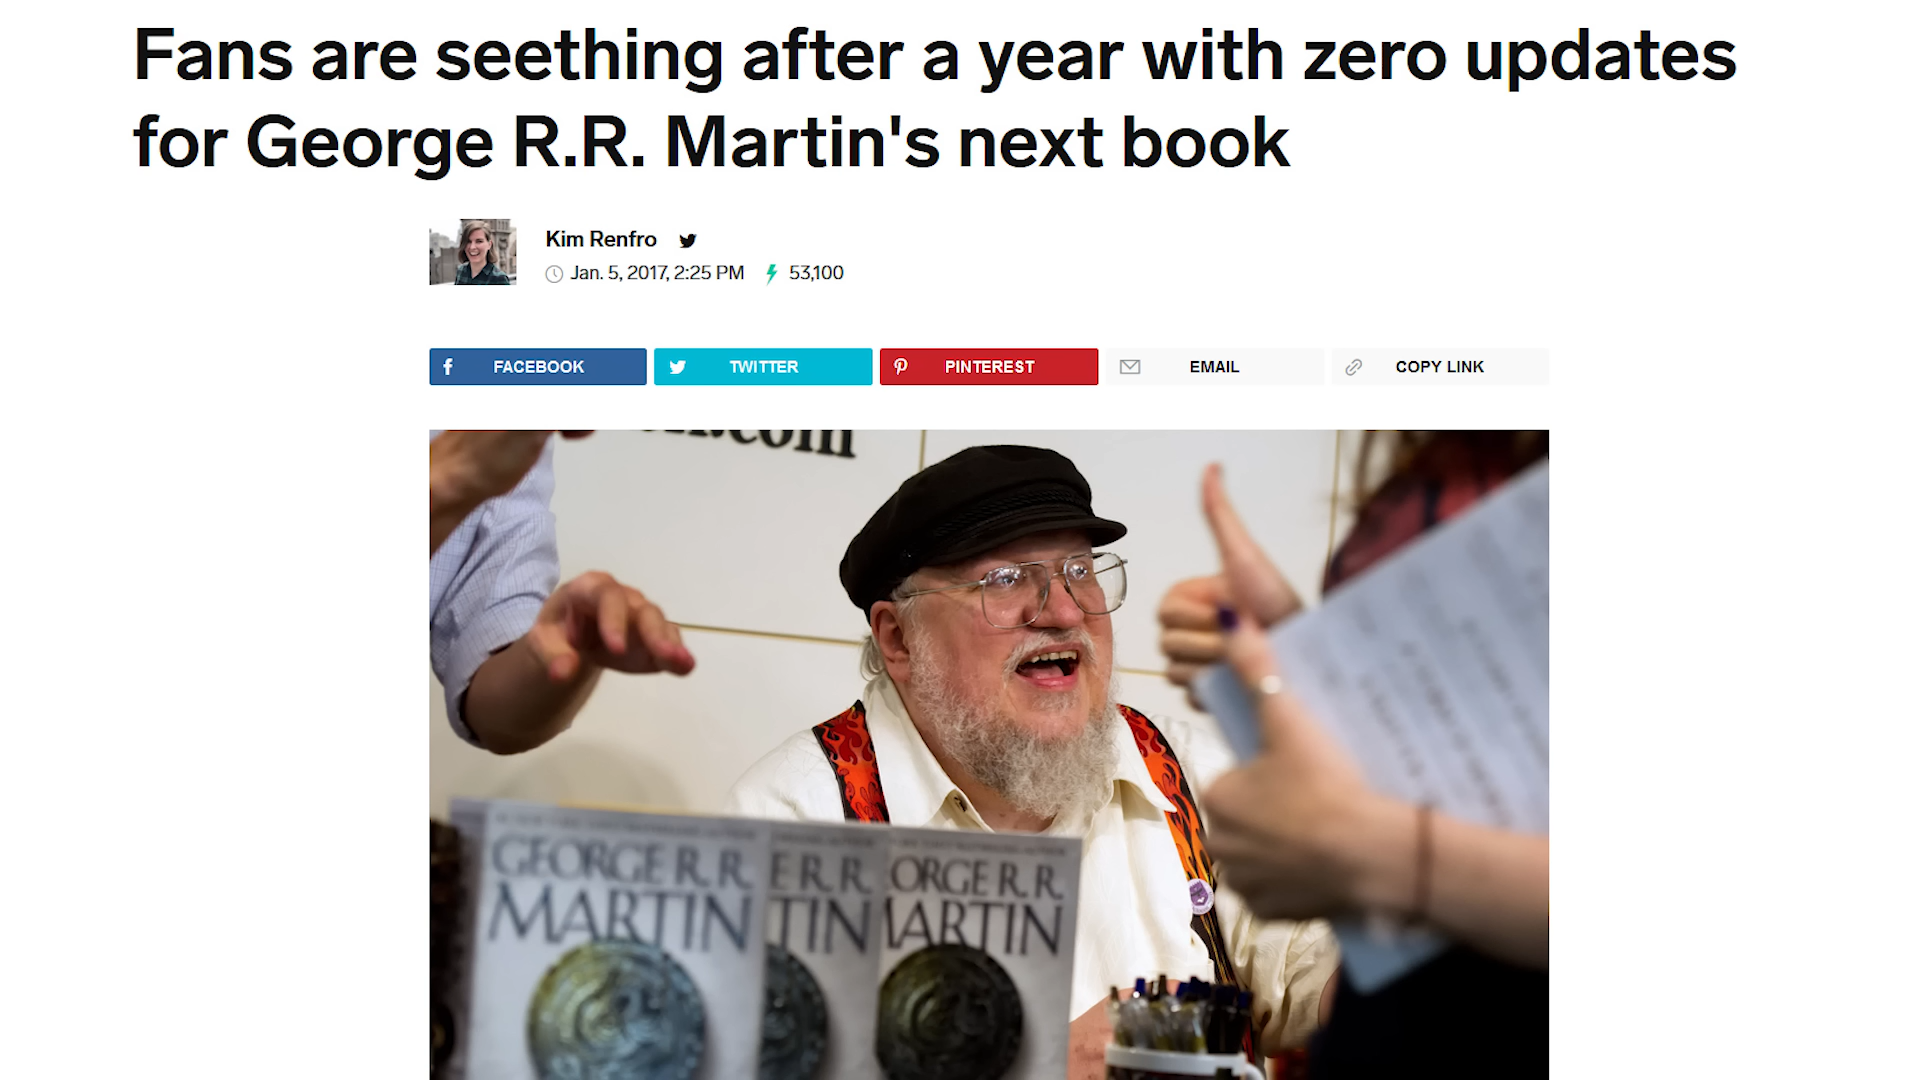 Fans are seething after a year with zero updates
for George R.R. Martin's next book
Kim Renfro
Jan. 5, 2017, 2:25 PM 53,100
FACEBOOK TWITTER PINTEREST EMAIL COPY LINK
.com
GEORGE R.R. E R.R. ORGE R.R.
MARTIN TIN ARTIN